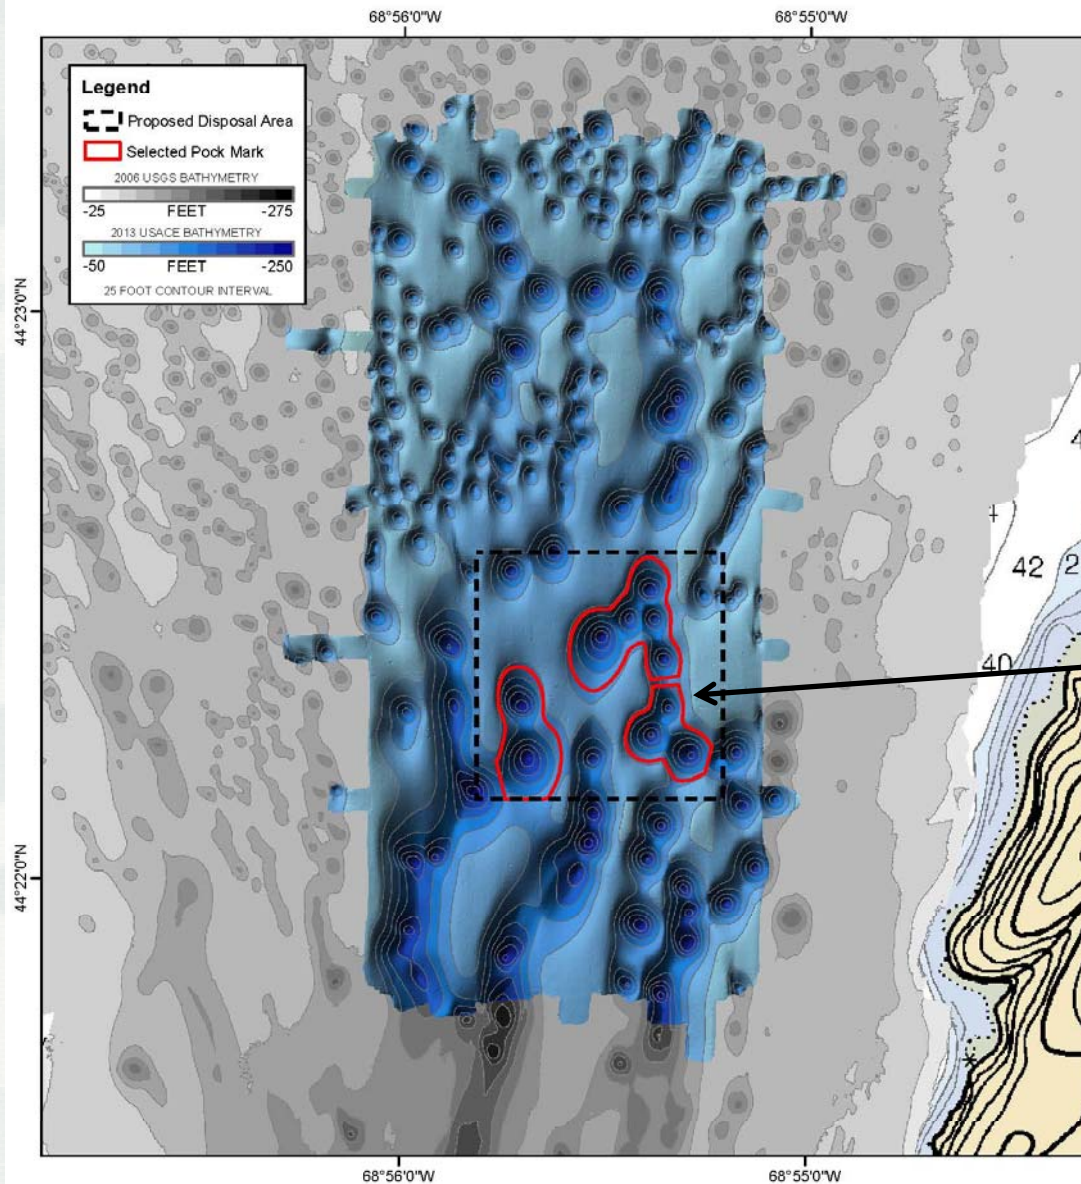 68°56'0"W 68°55'0"W
Legend
Proposed Disposal Area
Selected Pock Mark
2006 USGS BATHYMETRY
-25 FEET -275
2013 USACE BATHYMETRY
-50 FEET -250
25 FOOT CONTOUR INTERVAL
44°23'0"N
4
42 2
40
44°22'0"N
68°56'0"W 68°55'0"W